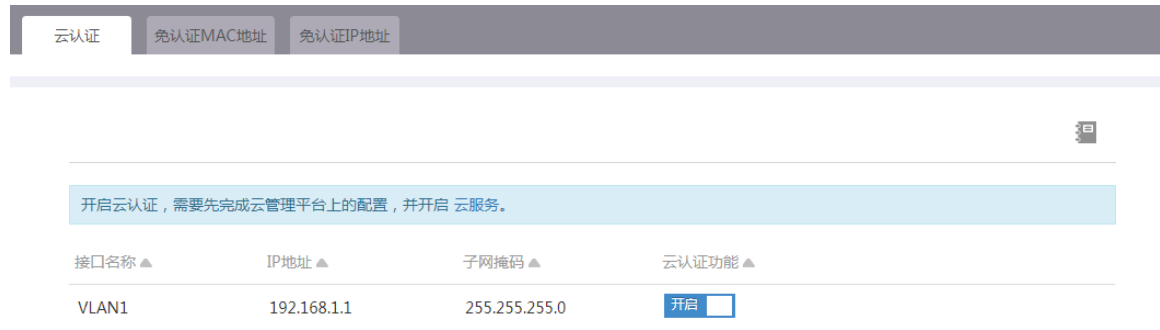 云认证 免认证MAC地址 免认证IP地址
开启云认证，需要先完成云管理平台上的配置，并开启 云服务。
接口名称 IP地址 子网掩码 云认证功能
VLAN1 192.168.1.1 255.255.255.0 开启